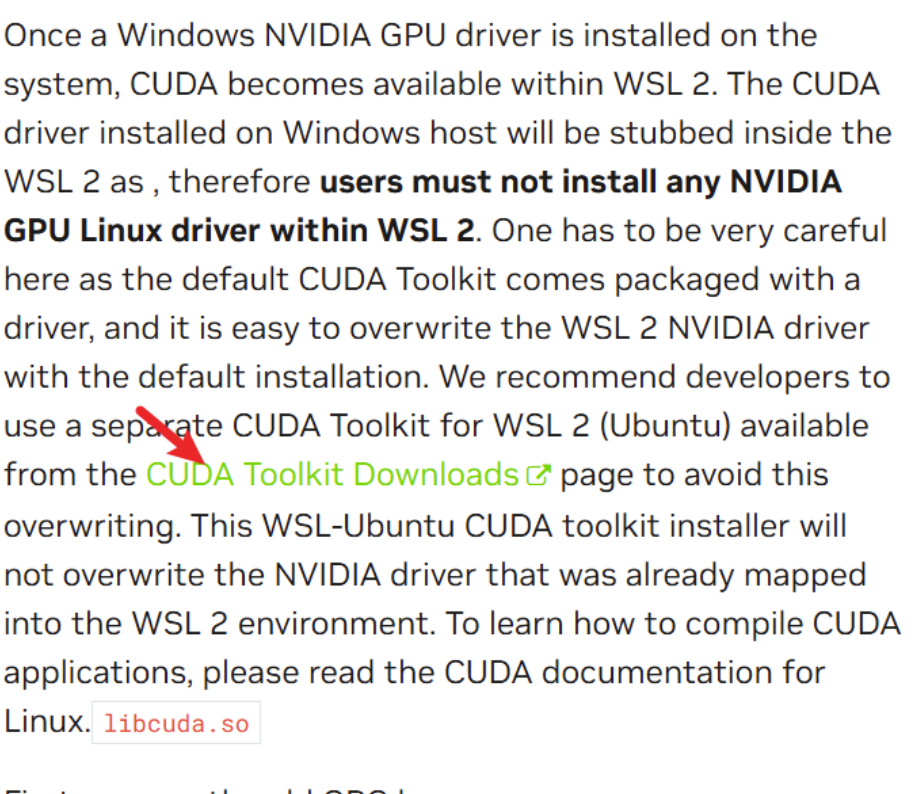 Once a Windows NVIDIA GPU driver is installed on the
system, CUDA becomes available within WSL 2. The CUDA
driver installed on Windows host will be stubbed inside the
WSL 2 as , therefore users must not install any NVIDIA
GPU Linux driver within WSL 2. One has to be very careful
here as the default CUDA Toolkit comes packaged with a
driver, and it is easy to overwrite the WSL 2 NVIDIA driver
with the default installation. We recommend developers to
use a separate CUDA Toolkit for WSL 2 (Ubuntu) available
from the CUDA Toolkit Downloads page to avoid this
overwriting. This WSL-Ubuntu CUDA toolkit installer will
not overwrite the NVIDIA driver that was already mapped
into the WSL 2 environment. To learn how to compile CUDA
applications, please read the CUDA documentation for
Linux. libcuda.so